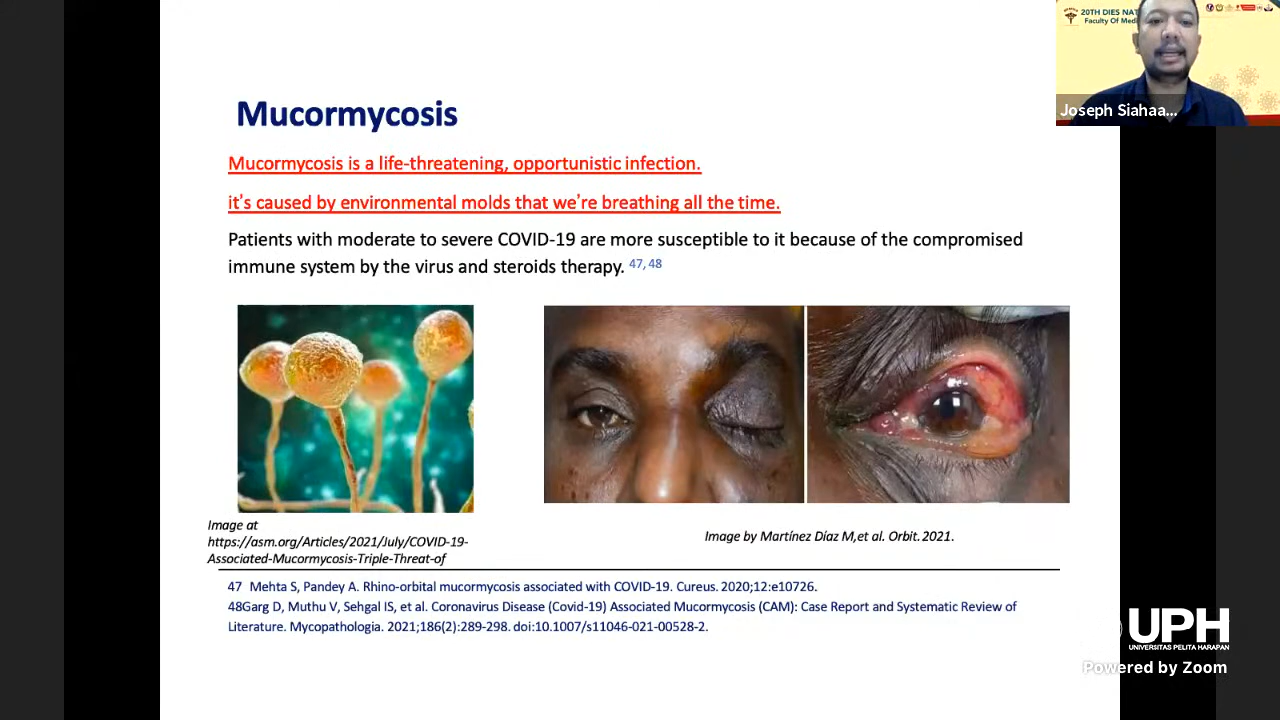 20TH DIES NAT
Faculty Of Medi
Joseph Siahaa...
Mucormycosis
Mucormycosis is a life-threatening, opportunistic infection.
it's caused by environmental molds that we're breathing all the time.
Patients with moderate to severe COVID-19 are more susceptible to it because of the compromised
immune system by the virus and steroids therapy. 47, 48
Image at
https://asm.org/Articles/2021/July/COVID-19-
Associated-Mucormycosis-Triple-Threat-of
Image by Martínez Díaz M,et al. Orbit. 2021.
47 Mehta S, Pandey A. Rhino-orbital mucormycosis associated with COVID-19. Cureus. 2020;12:e10726.
48Garg D, Muthu V, Sehgal IS, et al. Coronavirus Disease (Covid-19) Associated Mucormycosis (CAM): Case Report and Systematic Review of
Literature. Mycopathologia. 2021;186(2):289-298. doi:10.1007/s11046-021-00528-2.
UPH
UNIVERSITAS PELITA HARAPAN
Powered by Zoom